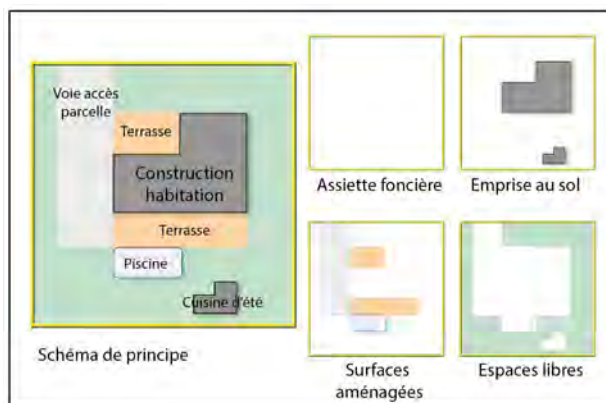 Voie accès
parcelle
Terrasse
Construction
habitation
Terrasse
Piscine
Cuisine d'été
Schéma de principe
Assiette foncière
Emprise au sol
Surfaces
aménagées
Espaces libres